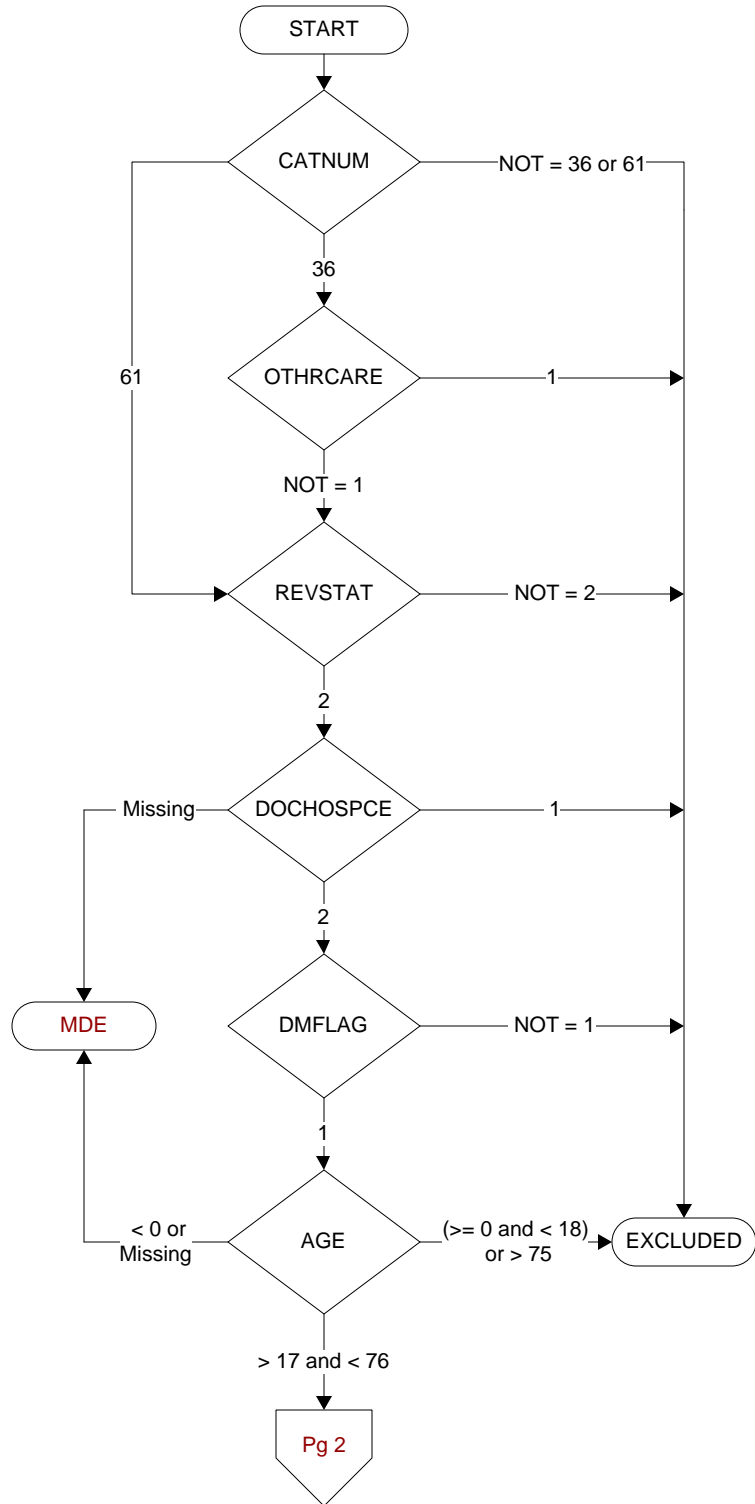 START
CATNUM
NOT = 36 or 61
36
61
OTHRCARE
1
NOT = 1
REVSTAT
NOT = 2
2
Missing
DOCHOSPCE
1
2
MDE
DMFLAG
NOT = 1
1
< 0 or
Missing
AGE
(>= 0 and < 18)
or > 75
EXCLUDED
> 17 and < 76
Pg 2